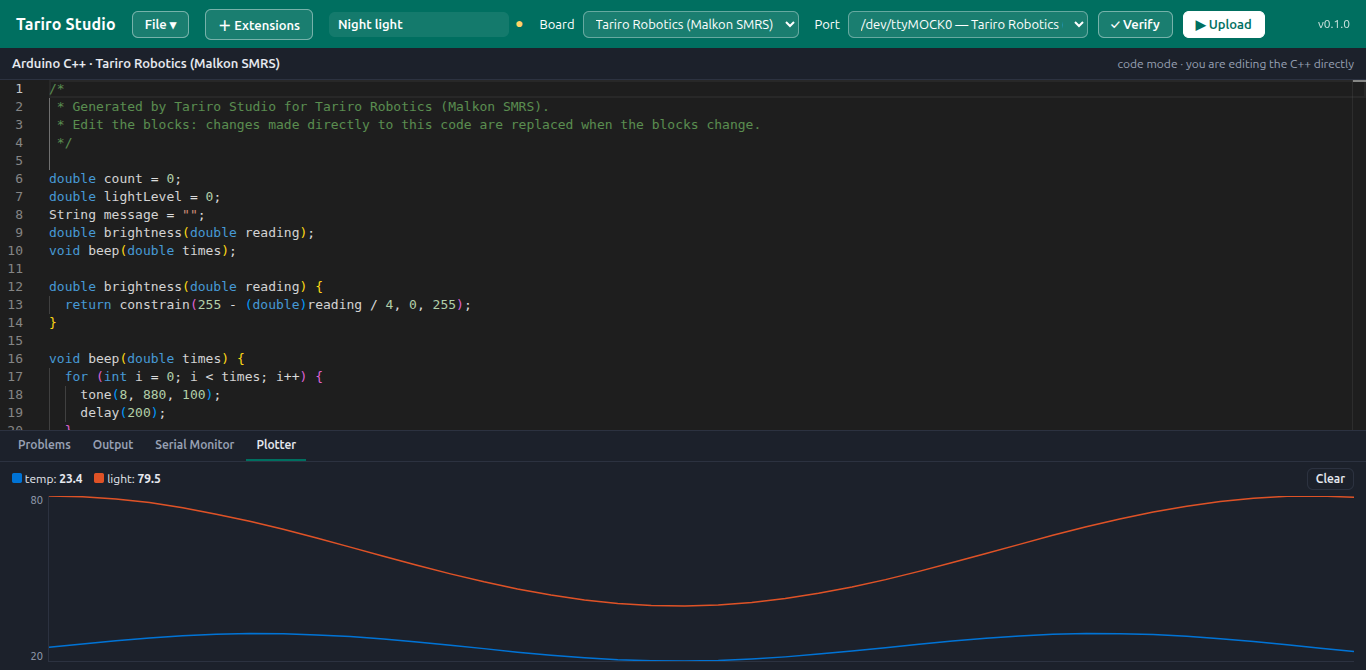 Tariro Studio File ▾ + Extensions Night light Board Tariro Robotics (Malkon SMRS) Port /dev/ttyMOCK0 — Tariro Robotics ✓ Verify ▶ Upload v0.1.0
Arduino C++ · Tariro Robotics (Malkon SMRS) code mode · you are editing the C++ directly
1 /*
2  * Generated by Tariro Studio for Tariro Robotics (Malkon SMRS).
3  * Edit the blocks: changes made directly to this code are replaced when the blocks change.
4  */
5
6 double count = 0;
7 double lightLevel = 0;
8 String message = "";
9 double brightness(double reading);
10 void beep(double times);
11
12 double brightness(double reading) {
13   return constrain(255 - (double)reading / 4, 0, 255);
14 }
15
16 void beep(double times) {
17   for (int i = 0; i < times; i++) {
18     tone(8, 880, 100);
19     delay(200);
20   }
Problems Output Serial Monitor Plotter
temp: 23.4 light: 79.5 Clear
80
20